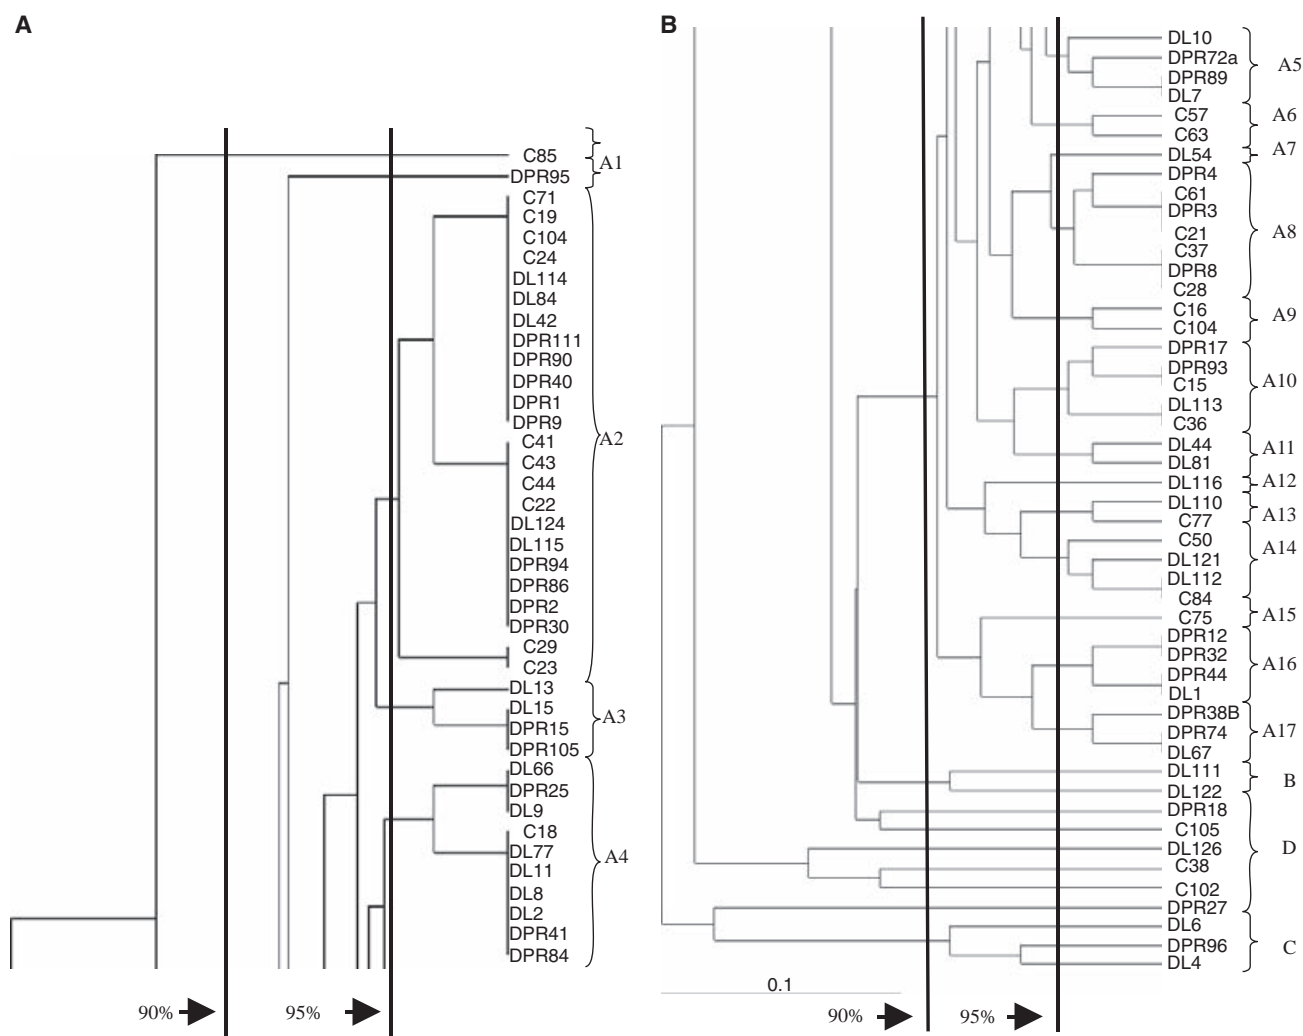 A
C85
DPR95
A1
C71
C19
C104
C24
DL114
DL84
DL42
DPR111
DPR90
DPR40
DPR1
DPR9
C41
A2
C43
C44
C22
DL124
DL115
DPR94
DPR86
DPR2
DPR30
C29
C23
DL13
DL15
A3
DPR15
DPR105
DL66
DPR25
DL9
C18
DL77
A4
DL11
DL8
DL2
DPR41
DPR84
90%
95%
B
DL10
DPR72a
A5
DPR89
DL7
C57
A6
C63
DL54
A7
DPR4
C61
DPR3
C21
A8
C37
DPR8
C28
C16
A9
C104
DPR17
DPR93
C15
A10
DL113
C36
DL44
A11
DL81
DL116
A12
DL110
C77
A13
C50
A14
DL121
DL112
C84
C75
A15
DPR12
DPR32
A16
DPR44
DL1
DPR38B
DPR74
A17
DL67
DL111
B
DL122
DPR18
C105
DL126
D
C38
C102
DPR27
DL6
DPR96
C
DL4
0.1
90%
95%